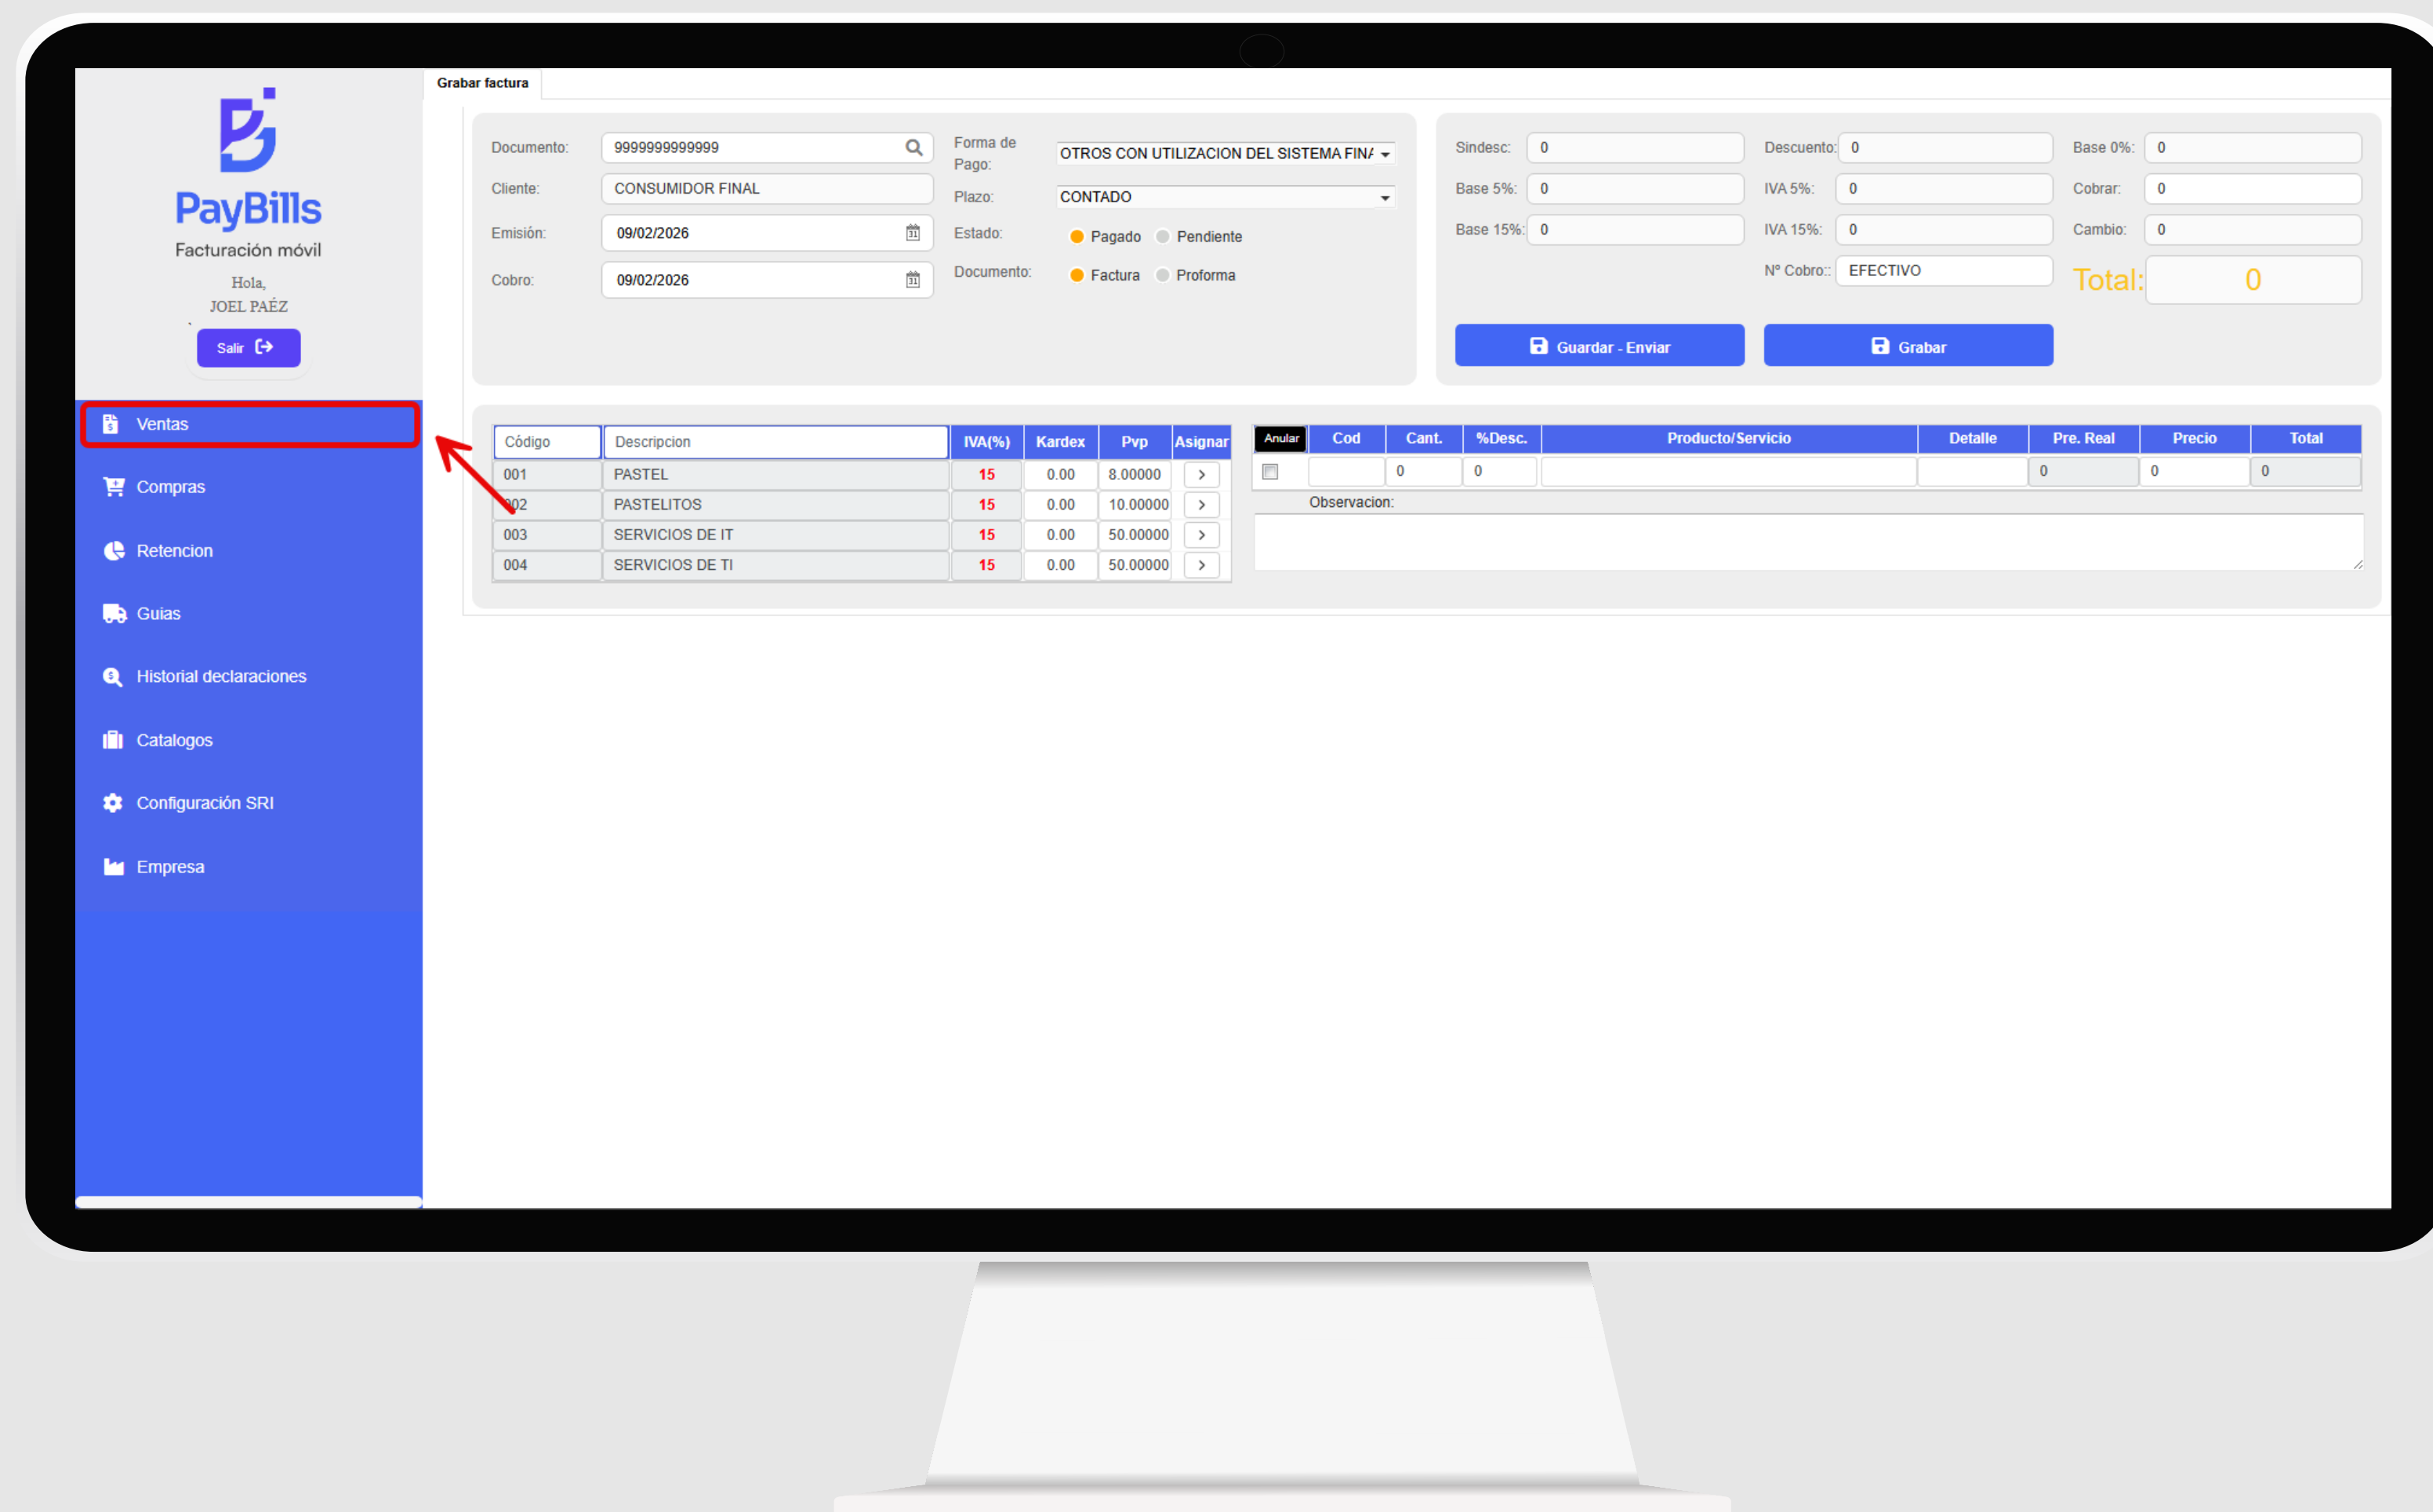 PayBills
Facturación móvil
Hola,
JOEL PAÉZ
Salir
Ventas
Compras
Retencion
Guias
Historial declaraciones
Catalogos
Configuración SRI
Empresa
Grabar factura
Documento: 9999999999999
Cliente: CONSUMIDOR FINAL
Emisión: 09/02/2026
Cobro: 09/02/2026
Forma de Pago: OTROS CON UTILIZACION DEL SISTEMA FINA
Plazo: CONTADO
Estado: Pagado Pendiente
Documento: Factura Proforma
Sindesc: 0 Descuento: 0 Base 0%: 0
Base 5%: 0 IVA 5%: 0 Cobrar: 0
Base 15%: 0 IVA 15%: 0 Cambio: 0
Nº Cobro:: EFECTIVO Total: 0
Guardar - Enviar Grabar
Código Descripcion IVA(%) Kardex Pvp Asignar
001 PASTEL 15 0.00 8.00000 >
002 PASTELITOS 15 0.00 10.00000 >
003 SERVICIOS DE IT 15 0.00 50.00000 >
004 SERVICIOS DE TI 15 0.00 50.00000 >
Anular Cod Cant. %Desc. Producto/Servicio Detalle Pre. Real Precio Total
0 0 0 0 0
Observacion: